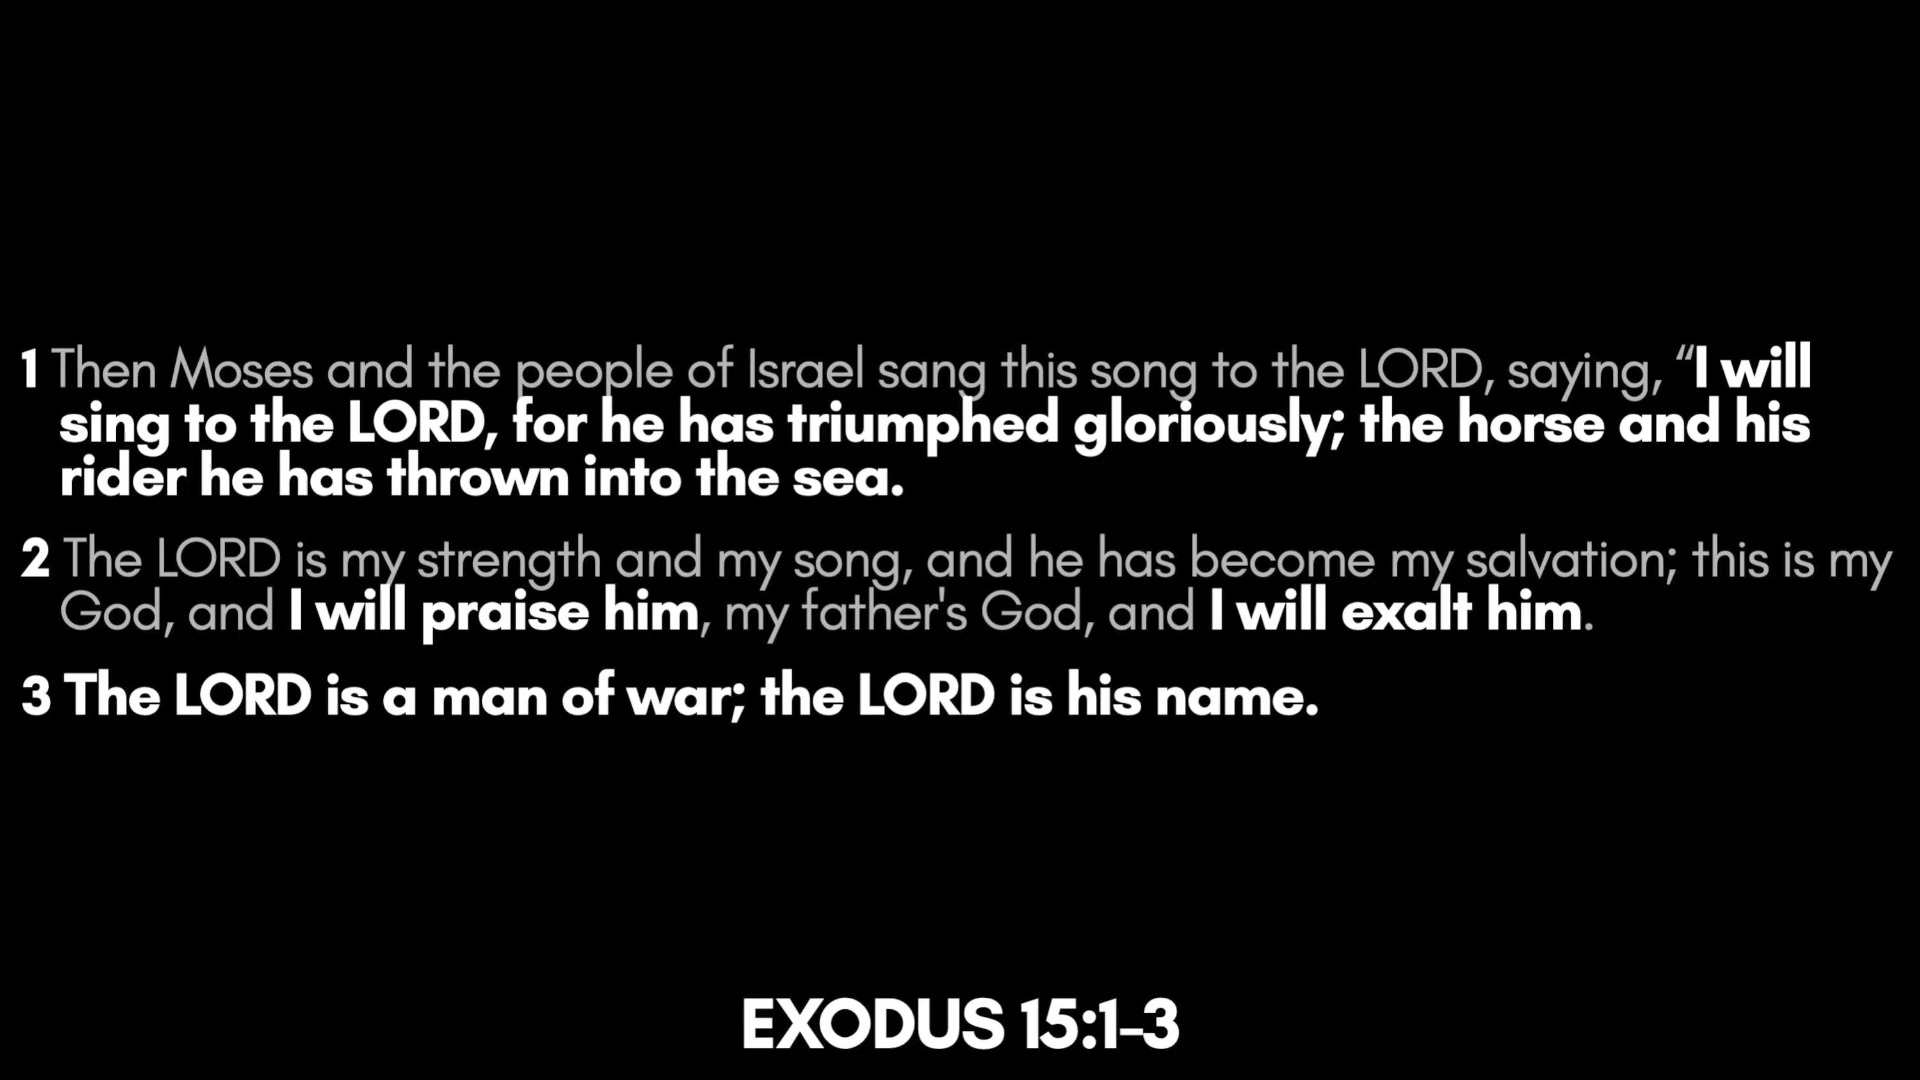 1 Then Moses and the people of Israel sang this song to the LORD, saying, “I will
sing to the LORD, for he has triumphed gloriously; the horse and his
rider he has thrown into the sea.
2 The LORD is my strength and my song, and he has become my salvation; this is my
God, and I will praise him, my father's God, and I will exalt him.
3 The LORD is a man of war; the LORD is his name.
EXODUS 15:1–3